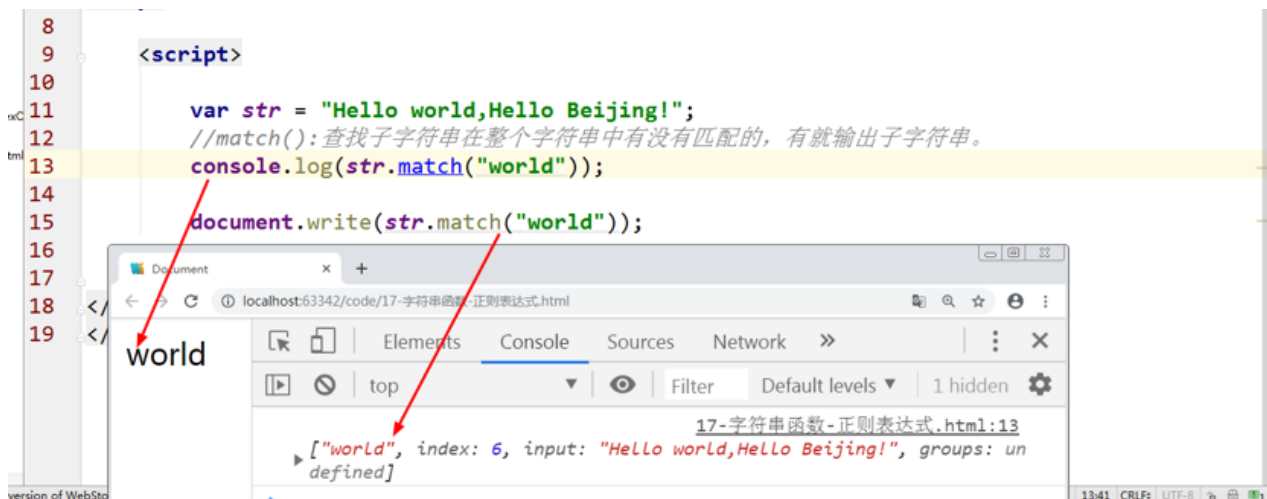 8
9 <script>
10
11 var str = "Hello world,Hello Beijing!";
12 //match():查找子字符串在整个字符串中有没有匹配的，有就输出子字符串。
13 console.log(str.match("world"));
14
15 document.write(str.match("world"));
16
17
18 </
19 </
Document × +
localhost:63342/code/17-字符串函数-正则表达式.html
world
Elements Console Sources Network »
top Filter Default levels ▼ 1 hidden
17-字符串函数-正则表达式.html:13
["world", index: 6, input: "Hello world,Hello Beijing!", groups: un
defined]
version of WebSto
13:41 CRLF: UTF-8